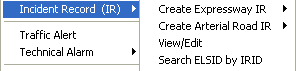 Incident Record (IR)
Traffic Alert
Technical Alarm
Create Expressway IR
Create Arterial Road IR
View/Edit
Search ELSID by IRID